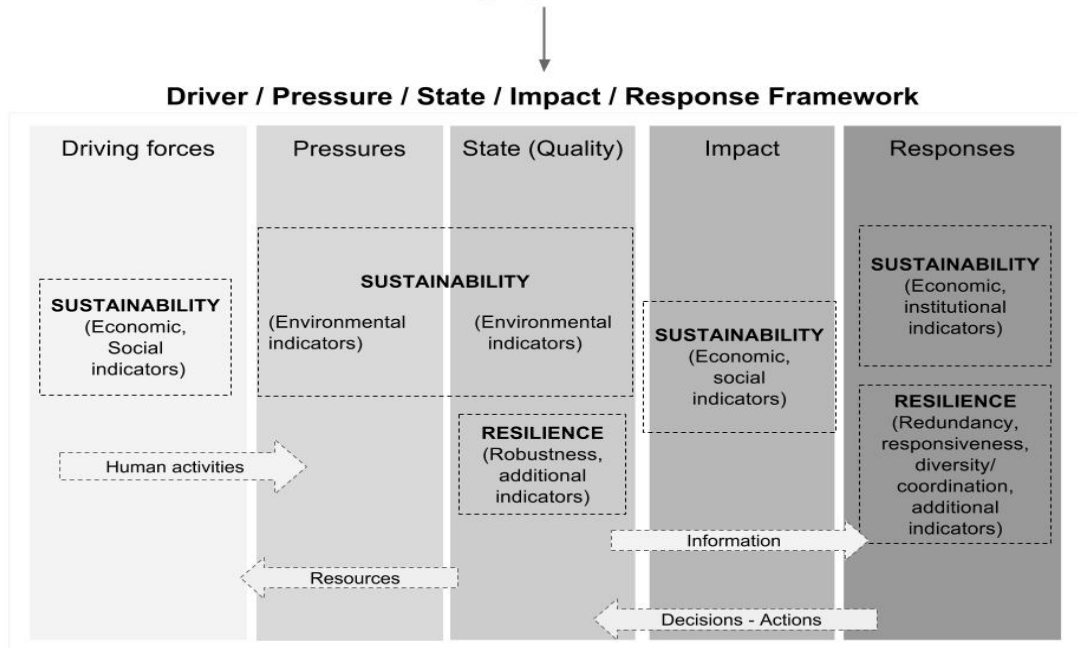 Driver / Pressure / State / Impact / Response Framework
Driving forces
Pressures
State (Quality)
Impact
Responses
SUSTAINABILITY
(Economic,
Social
indicators)
SUSTAINABILITY
(Environmental
indicators)
(Environmental
indicators)
RESILIENCE
(Robustness,
additional
indicators)
SUSTAINABILITY
(Economic,
social
indicators)
SUSTAINABILITY
(Economic,
institutional
indicators)
RESILIENCE
(Redundancy,
responsiveness,
diversity/
coordination,
additional
indicators)
Human activities
Information
Resources
Decisions - Actions